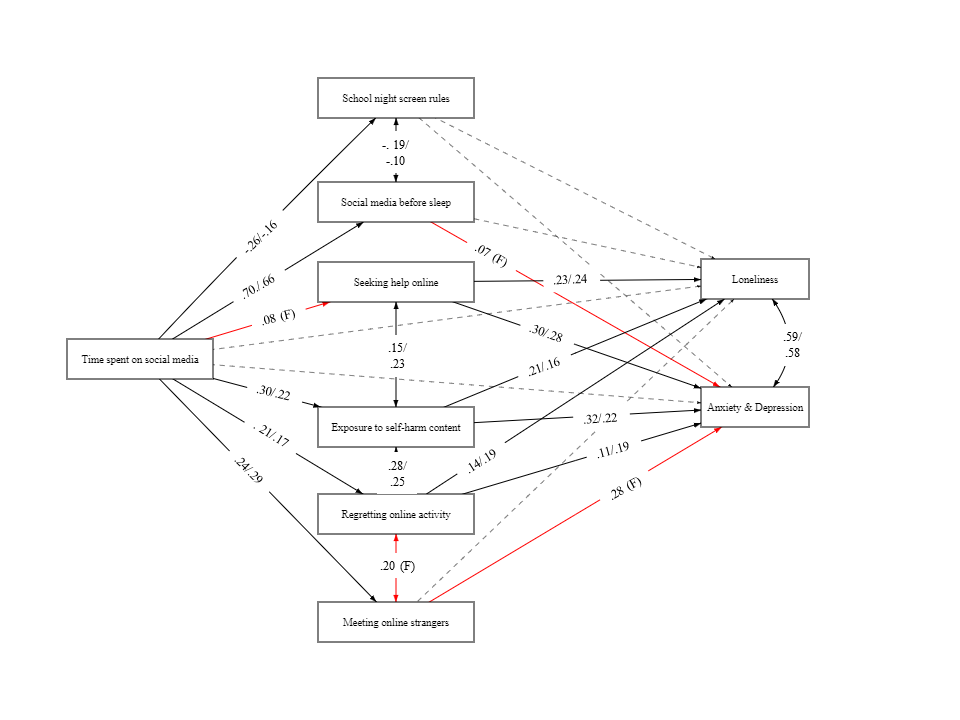 School night screen rules
-. 19/
-.10
Social media before sleep
-.26/-.16
.70./.66
.07 (F)
Seeking help online
.23/.24
Loneliness
.08 (F)
.30/.28
.15/
.23
.59/
.58
Time spent on social media
.21/.16
.30/.22
Exposure to self-harm content
.32/.22
Anxiety & Depression
. 21/.17
.28/
.25
.14/.19
.11/.19
.24/.29
.28 (F)
Regretting online activity
.20 (F)
Meeting online strangers